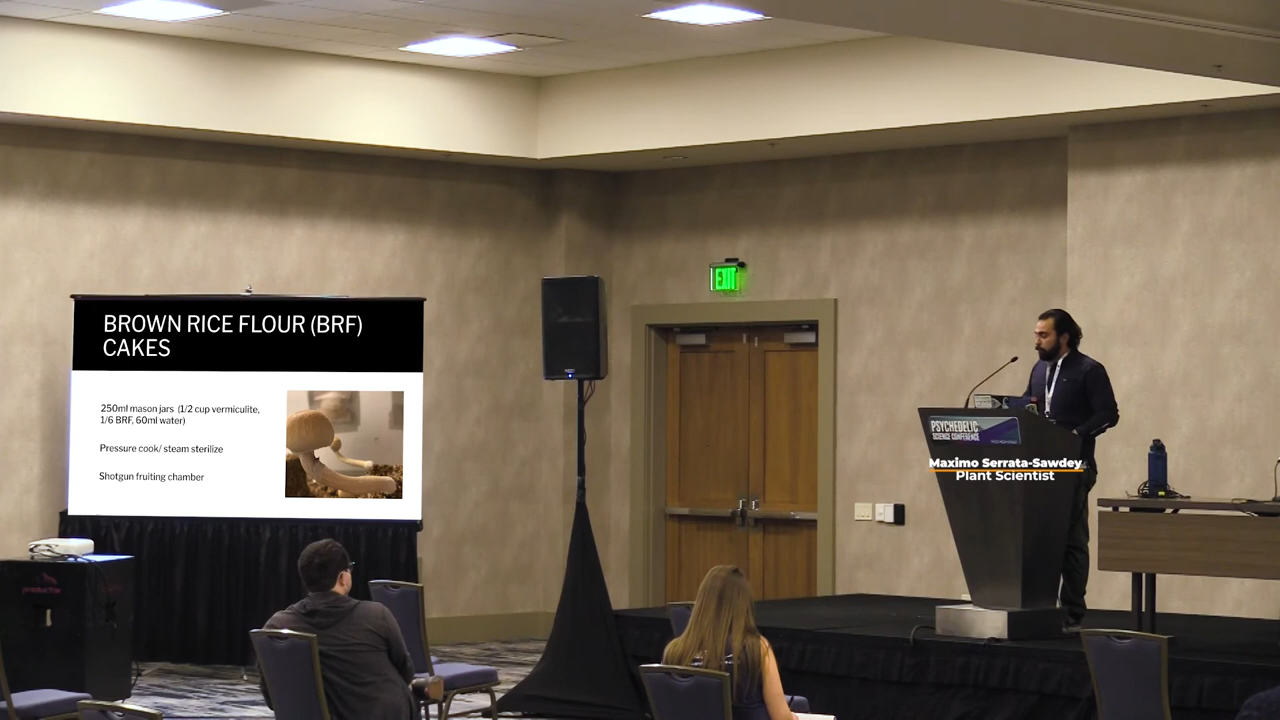 EXIT
BROWN RICE FLOUR (BRF)
CAKES
250ml mason jars (1/2 cup vermiculite,
1/6 BRF, 60ml water)
Pressure cook/ steam sterilize
Shotgun fruiting chamber
PSYCHEDELIC
SCIENCE CONFERENCE
Maximo Serrata-Sawdey
Plant Scientist